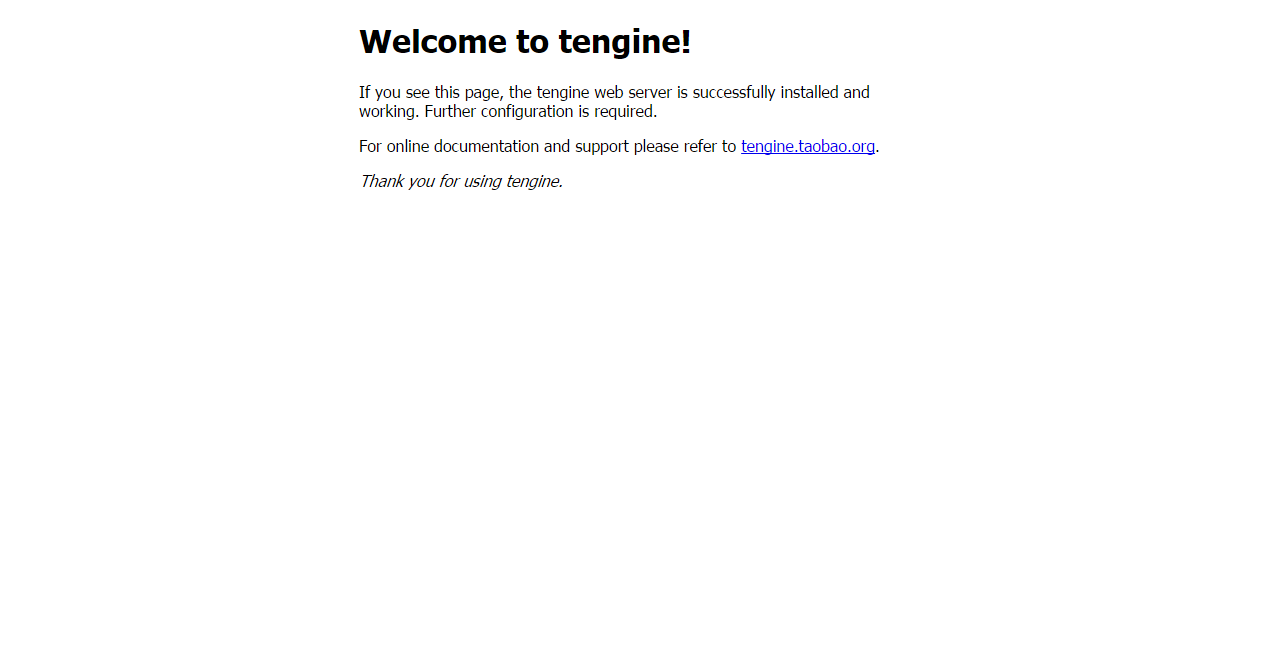 Welcome to tengine!
If you see this page, the tengine web server is successfully installed and
working. Further configuration is required.
For online documentation and support please refer to tengine.taobao.org.
Thank you for using tengine.